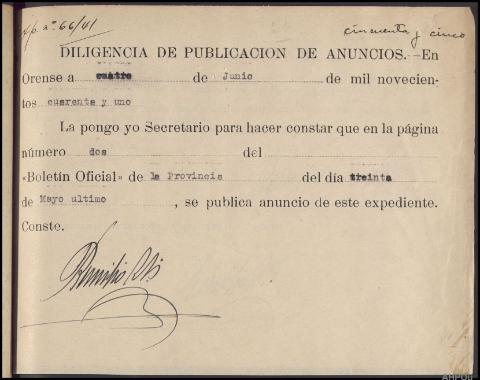 nº 66/41
cincuenta y cinco
DILIGENCIA DE PUBLICACION DE ANUNCIOS.—En
Orense a cuatro de Junio de mil novecien-
tos cuarenta y uno
La pongo yo Secretario para hacer constar que en la página
número dos del
«Boletín Oficial» de la Provincia del día treinta
de Mayo ultimo, se publica anuncio de este expediente.
Conste.